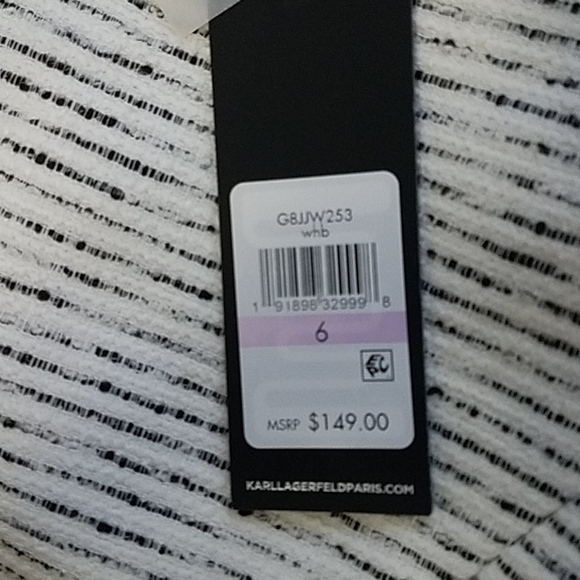 G8JJW253
whb
1 91898 32999 8
6
MSRP $149.00
KARLLAGERFELDPARIS.COM